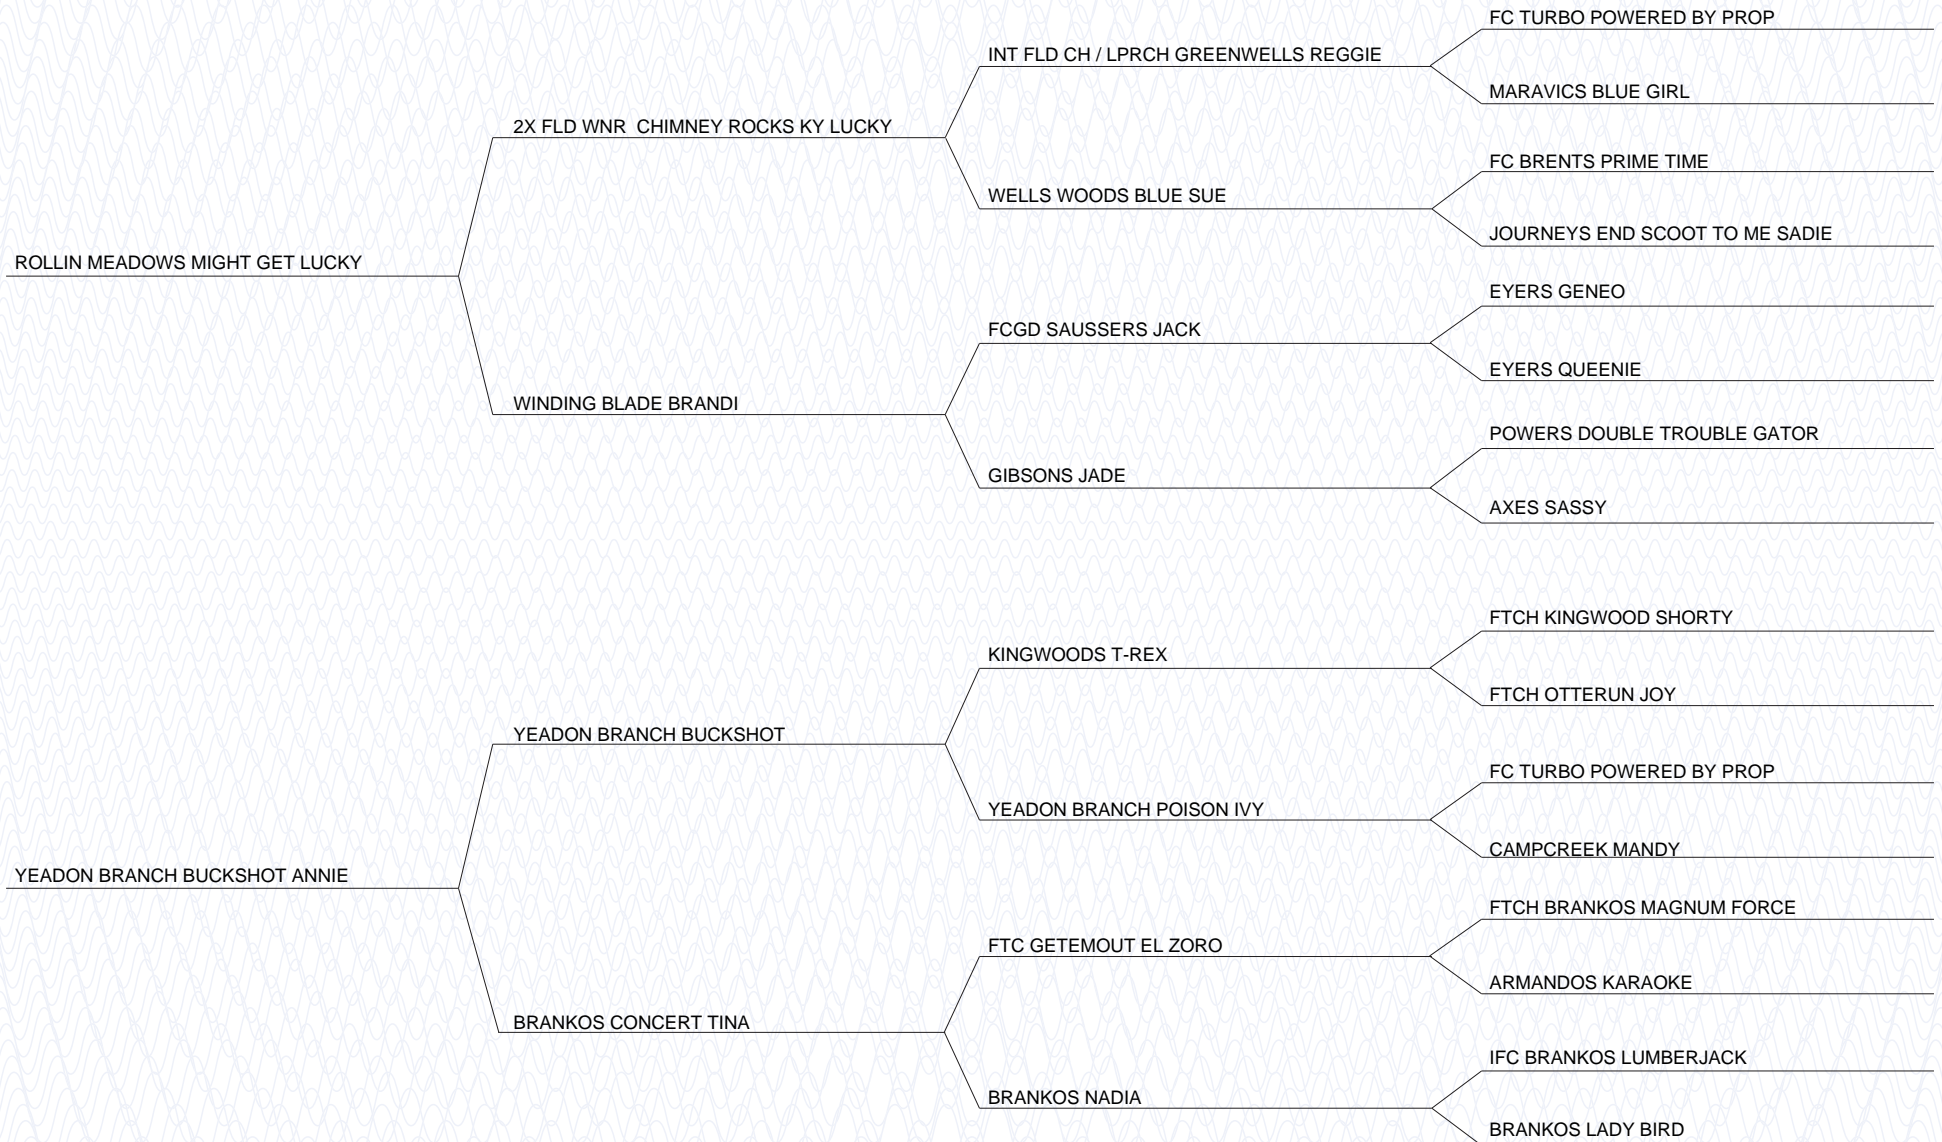 FC TURBO POWERED BY PROP
INT FLD CH / LPRCH GREENWELLS REGGIE
MARAVICS BLUE GIRL
2X FLD WNR  CHIMNEY ROCKS KY LUCKY
FC BRENTS PRIME TIME
WELLS WOODS BLUE SUE
JOURNEYS END SCOOT TO ME SADIE
ROLLIN MEADOWS MIGHT GET LUCKY
EYERS GENEO
FCGD SAUSSERS JACK
EYERS QUEENIE
WINDING BLADE BRANDI
POWERS DOUBLE TROUBLE GATOR
GIBSONS JADE
AXES SASSY
FTCH KINGWOOD SHORTY
KINGWOODS T-REX
FTCH OTTERUN JOY
YEADON BRANCH BUCKSHOT
FC TURBO POWERED BY PROP
YEADON BRANCH POISON IVY
CAMPCREEK MANDY
YEADON BRANCH BUCKSHOT ANNIE
FTCH BRANKOS MAGNUM FORCE
FTC GETEMOUT EL ZORO
ARMANDOS KARAOKE
BRANKOS CONCERT TINA
IFC BRANKOS LUMBERJACK
BRANKOS NADIA
BRANKOS LADY BIRD